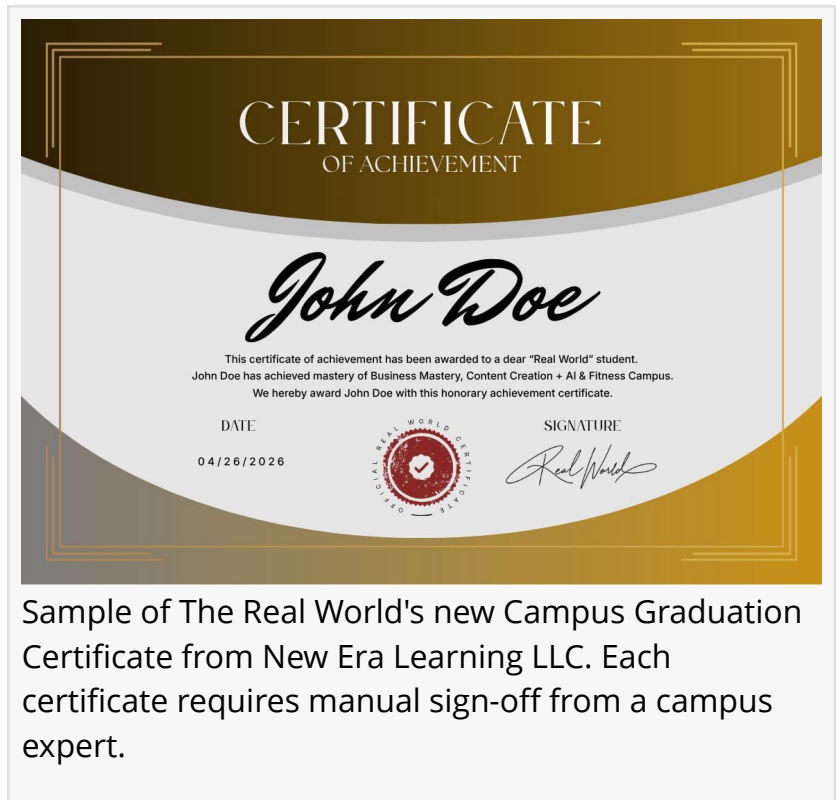 CERTIFICATE
OF ACHIEVEMENT
John Doe
This certificate of achievement has been awarded to a dear “Real World” student.
John Doe has achieved mastery of Business Mastery, Content Creation + AI & Fitness Campus.
We hereby award John Doe with this honorary achievement certificate.
DATE
04/26/2026
OFFICIAL REAL WORLD CERTIFICATE
SIGNATURE
Real World
Sample of The Real World's new Campus Graduation
Certificate from New Era Learning LLC. Each
certificate requires manual sign-off from a campus
expert.